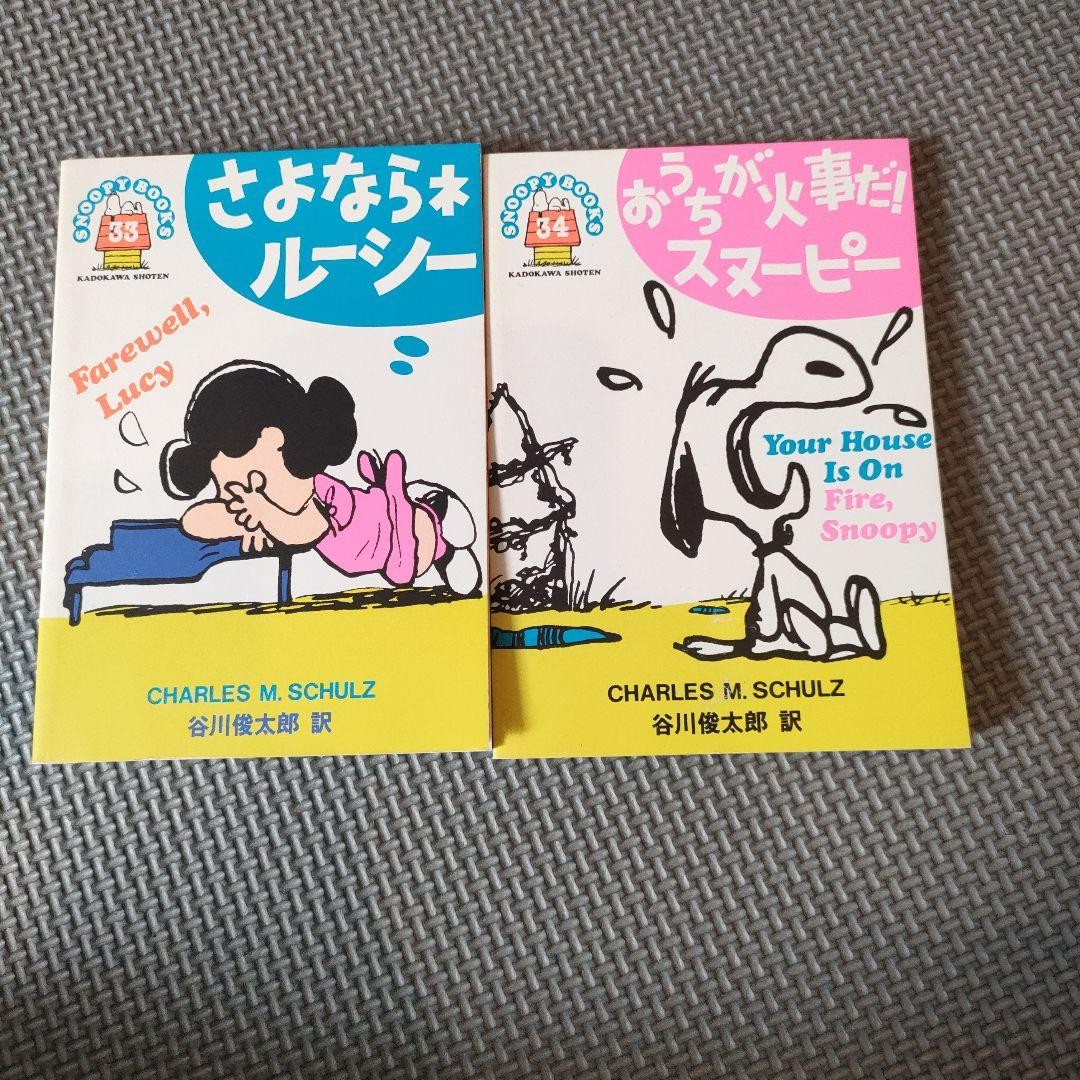 SNOOPY BOOKS
33
KADOKAWA SHOTEN
さよならネ
ルーシー
Farewell,
Lucy
CHARLES M. SCHULZ
谷川俊太郎 訳
SNOOPY BOOKS
34
KADOKAWA SHOTEN
おうちが火事だ!
スヌーピー
Your House
Is On
Fire,
Snoopy
CHARLES M. SCHULZ
谷川俊太郎 訳